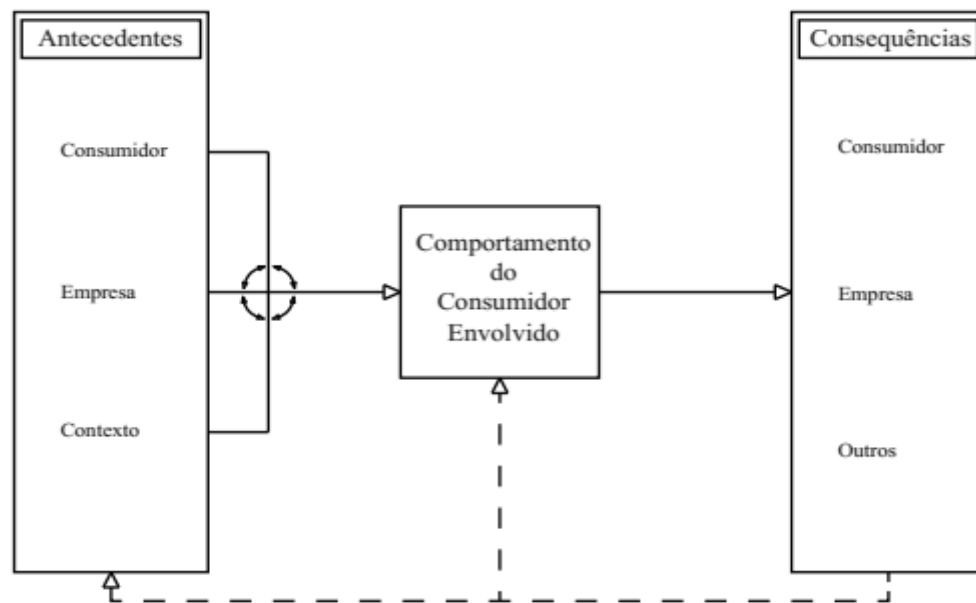 Antecedentes
Consumidor
Empresa
Contexto
Comportamento
do
Consumidor
Envolvido
Consequências
Consumidor
Empresa
Outros